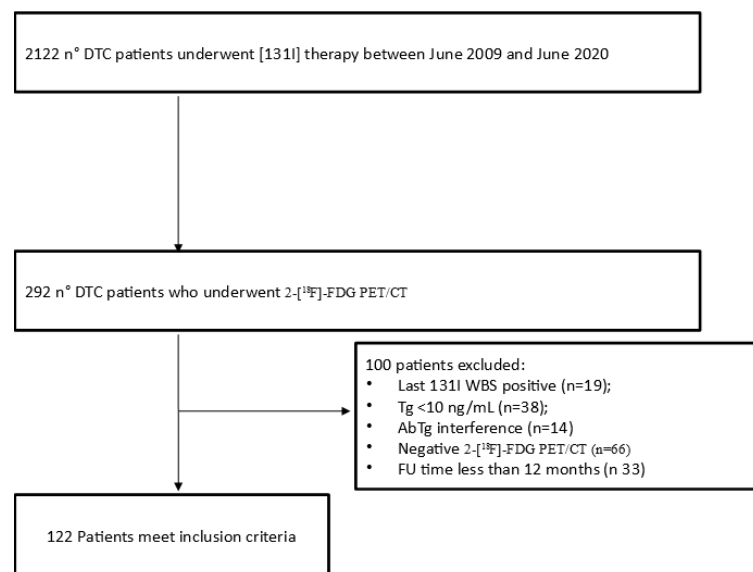 2122 n° DTC patients underwent [131I] therapy between June 2009 and June 2020
292 n° DTC patients who underwent 2-[¹⁸F]-FDG PET/CT
100 patients excluded:
• Last 131I WBS positive (n=19);
• Tg <10 ng/mL (n=38);
• AbTg interference (n=14)
• Negative 2-[¹⁸F]-FDG PET/CT (n=66)
• FU time less than 12 months (n 33)
122 Patients meet inclusion criteria